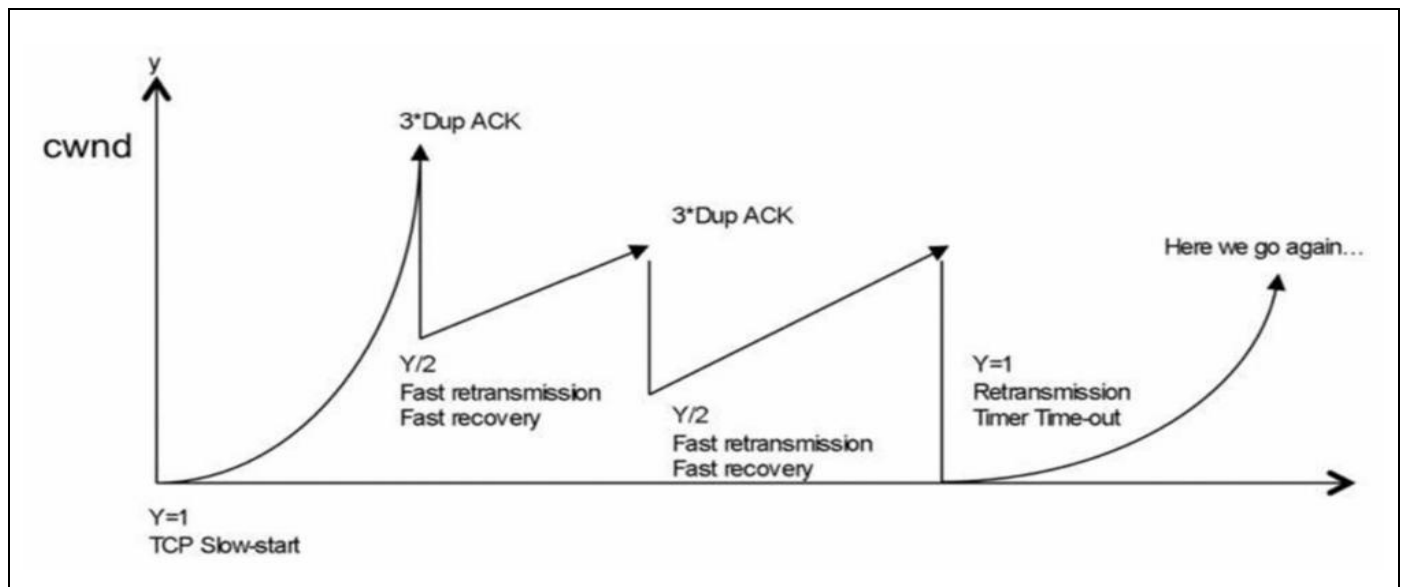 y
cwnd
3*Dup ACK
3*Dup ACK
Here we go again...
Y/2
Fast retransmission
Fast recovery
Y/2
Fast retransmission
Fast recovery
Y=1
Retransmission
Timer Time-out
Y=1
TCP Slow-start